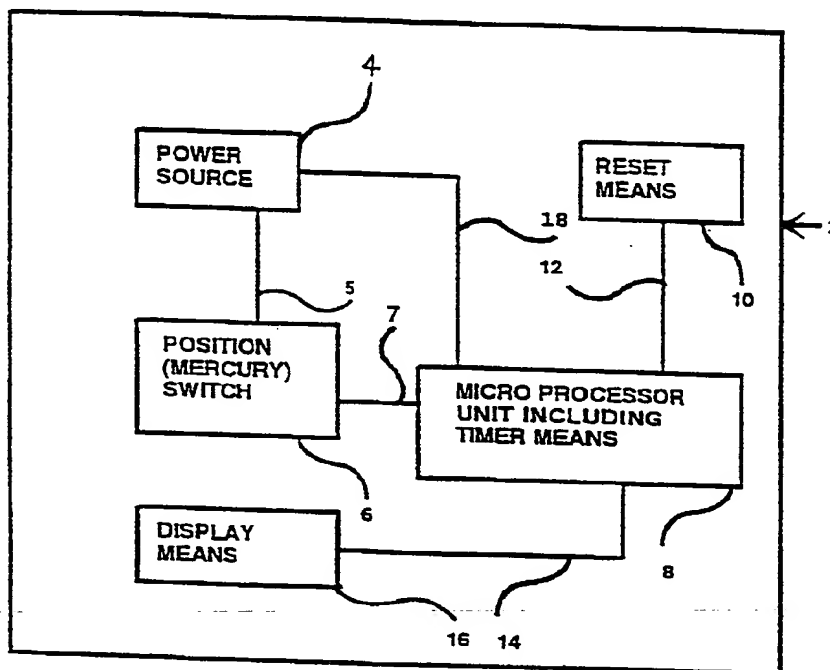 4
POWER
SOURCE
RESET
MEANS
18
12
10
5
7
POSITION
(MERCURY)
SWITCH
MICRO PROCESSOR
UNIT INCLUDING
TIMER MEANS
6
DISPLAY
MEANS
8
16
14